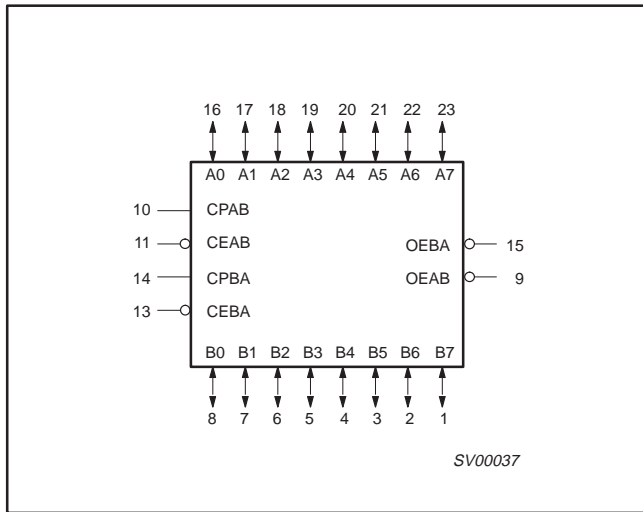 16 17 18 19 20 21 22 23
A0 A1 A2 A3 A4 A5 A6 A7
10 CPAB
11 CEAB OEBA 15
14 CPBA OEAB 9
13 CEBA
B0 B1 B2 B3 B4 B5 B6 B7
8 7 6 5 4 3 2 1
SV00037